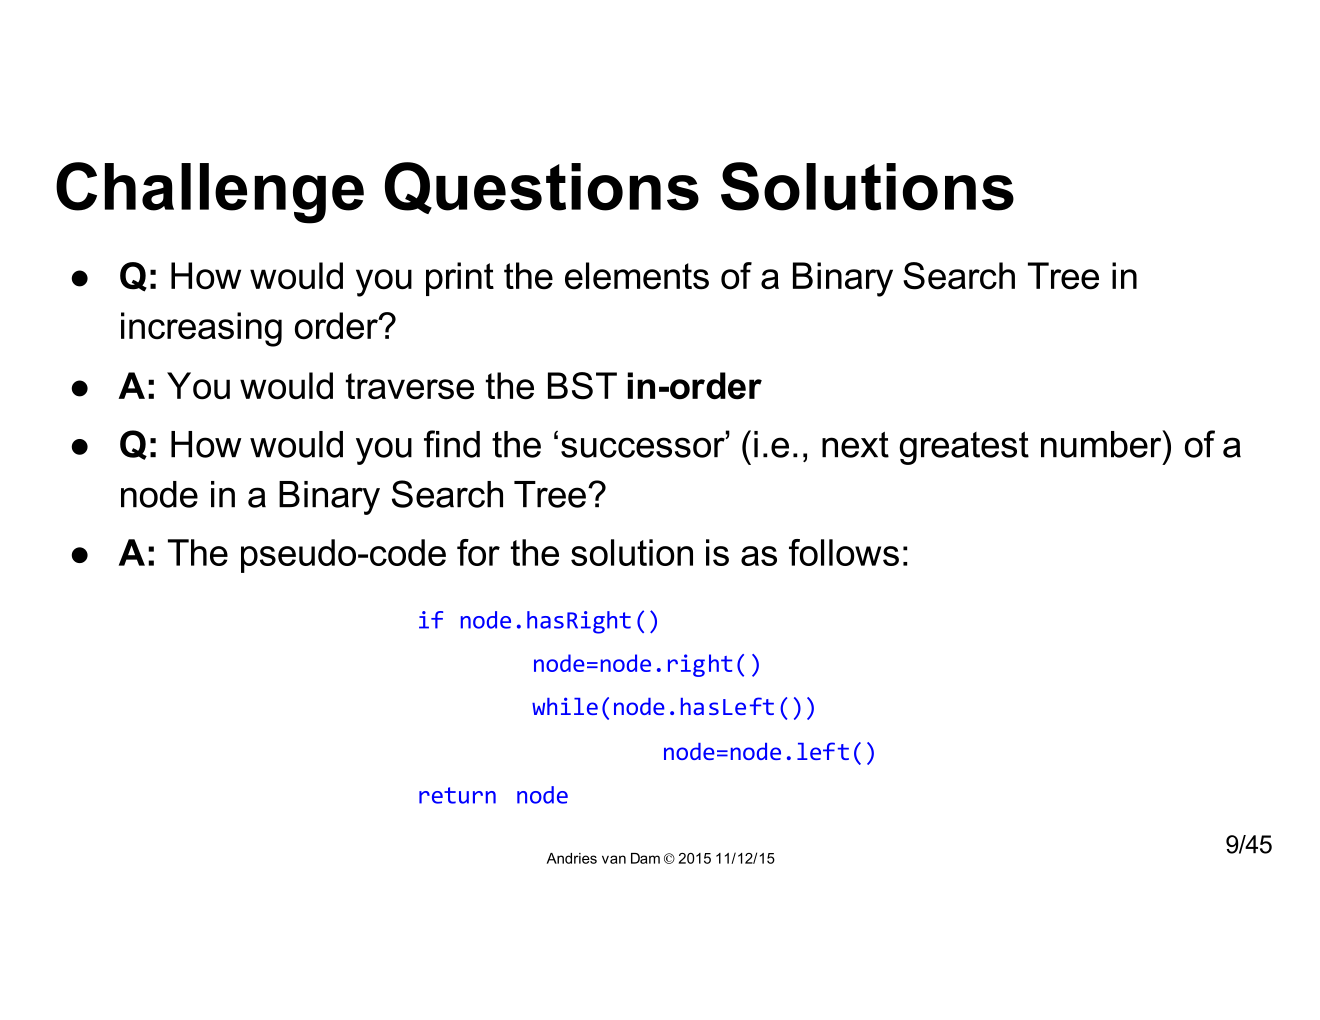 Challenge Questions Solutions
● Q: How would you print the elements of a Binary Search Tree in
increasing order?
● A: You would traverse the BST in-order
● Q: How would you find the ‘successor’ (i.e., next greatest number) of a
node in a Binary Search Tree?
● A: The pseudo-code for the solution is as follows:
if node.hasRight()
node=node.right()
while(node.hasLeft())
node=node.left()
return node
9/45
Andries van Dam © 2015 11/12/15